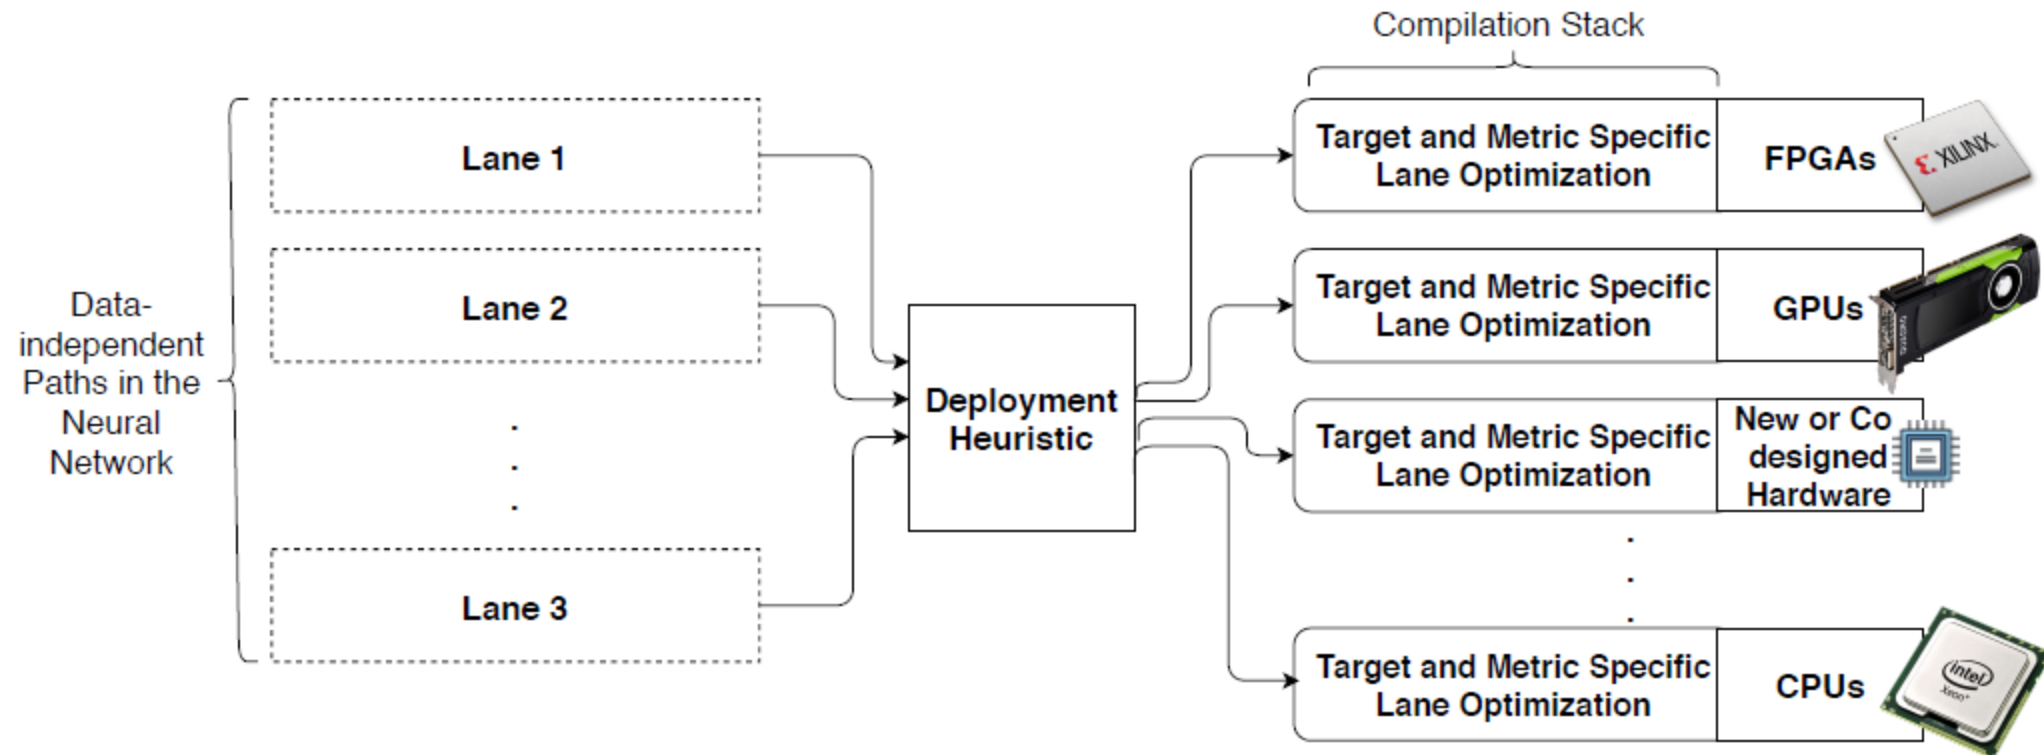 Compilation Stack
Data-
independent
Paths in the
Neural
Network
Lane 1
Lane 2
.
.
.
Lane 3
Deployment
Heuristic
Target and Metric Specific
Lane Optimization
FPGAs
XILINX
Target and Metric Specific
Lane Optimization
GPUs
QUADRO
Target and Metric Specific
Lane Optimization
New or Co
designed
Hardware
.
.
.
Target and Metric Specific
Lane Optimization
CPUs
intel
Xeon®